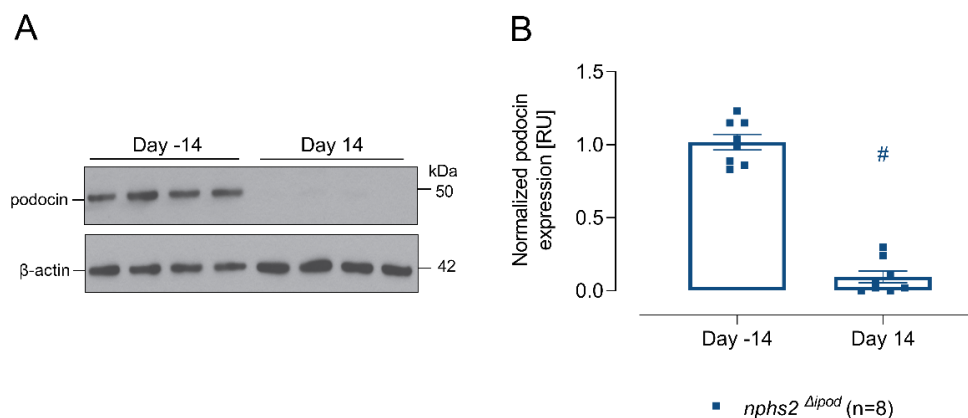 A
Day -14 Day 14
kDa
podocin 50
β-actin 42
B
Normalized podocin
expression [RU]
1.5
1.0
0.5
0.0
#
Day -14 Day 14
nphs2 Δipod (n=8)